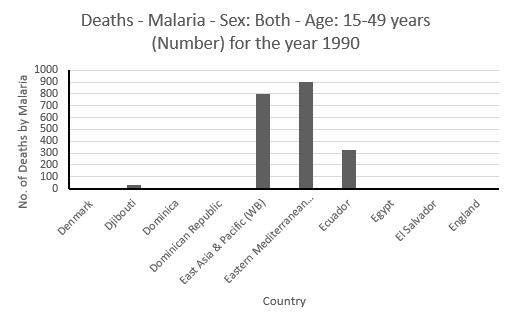 Deaths - Malaria - Sex: Both - Age: 15-49 years
(Number) for the year 1990
No. of Deaths by Malaria
1000
900
800
700
600
500
400
300
200
100
0
Denmark
Djibouti
Dominica
Dominican Republic
East Asia & Pacific (WB)
Eastern Mediterranean...
Ecuador
Egypt
El Salvador
England
Country